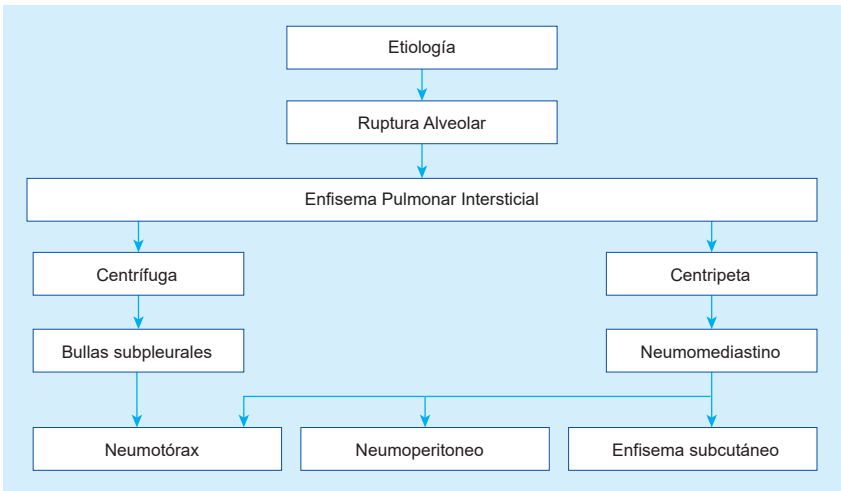 Etiología
Ruptura Alveolar
Enfisema Pulmonar Intersticial
Centrífuga
Centripeta
Bullas subpleurales
Neumomediastino
Neumotórax
Neumoperitoneo
Enfisema subcutáneo